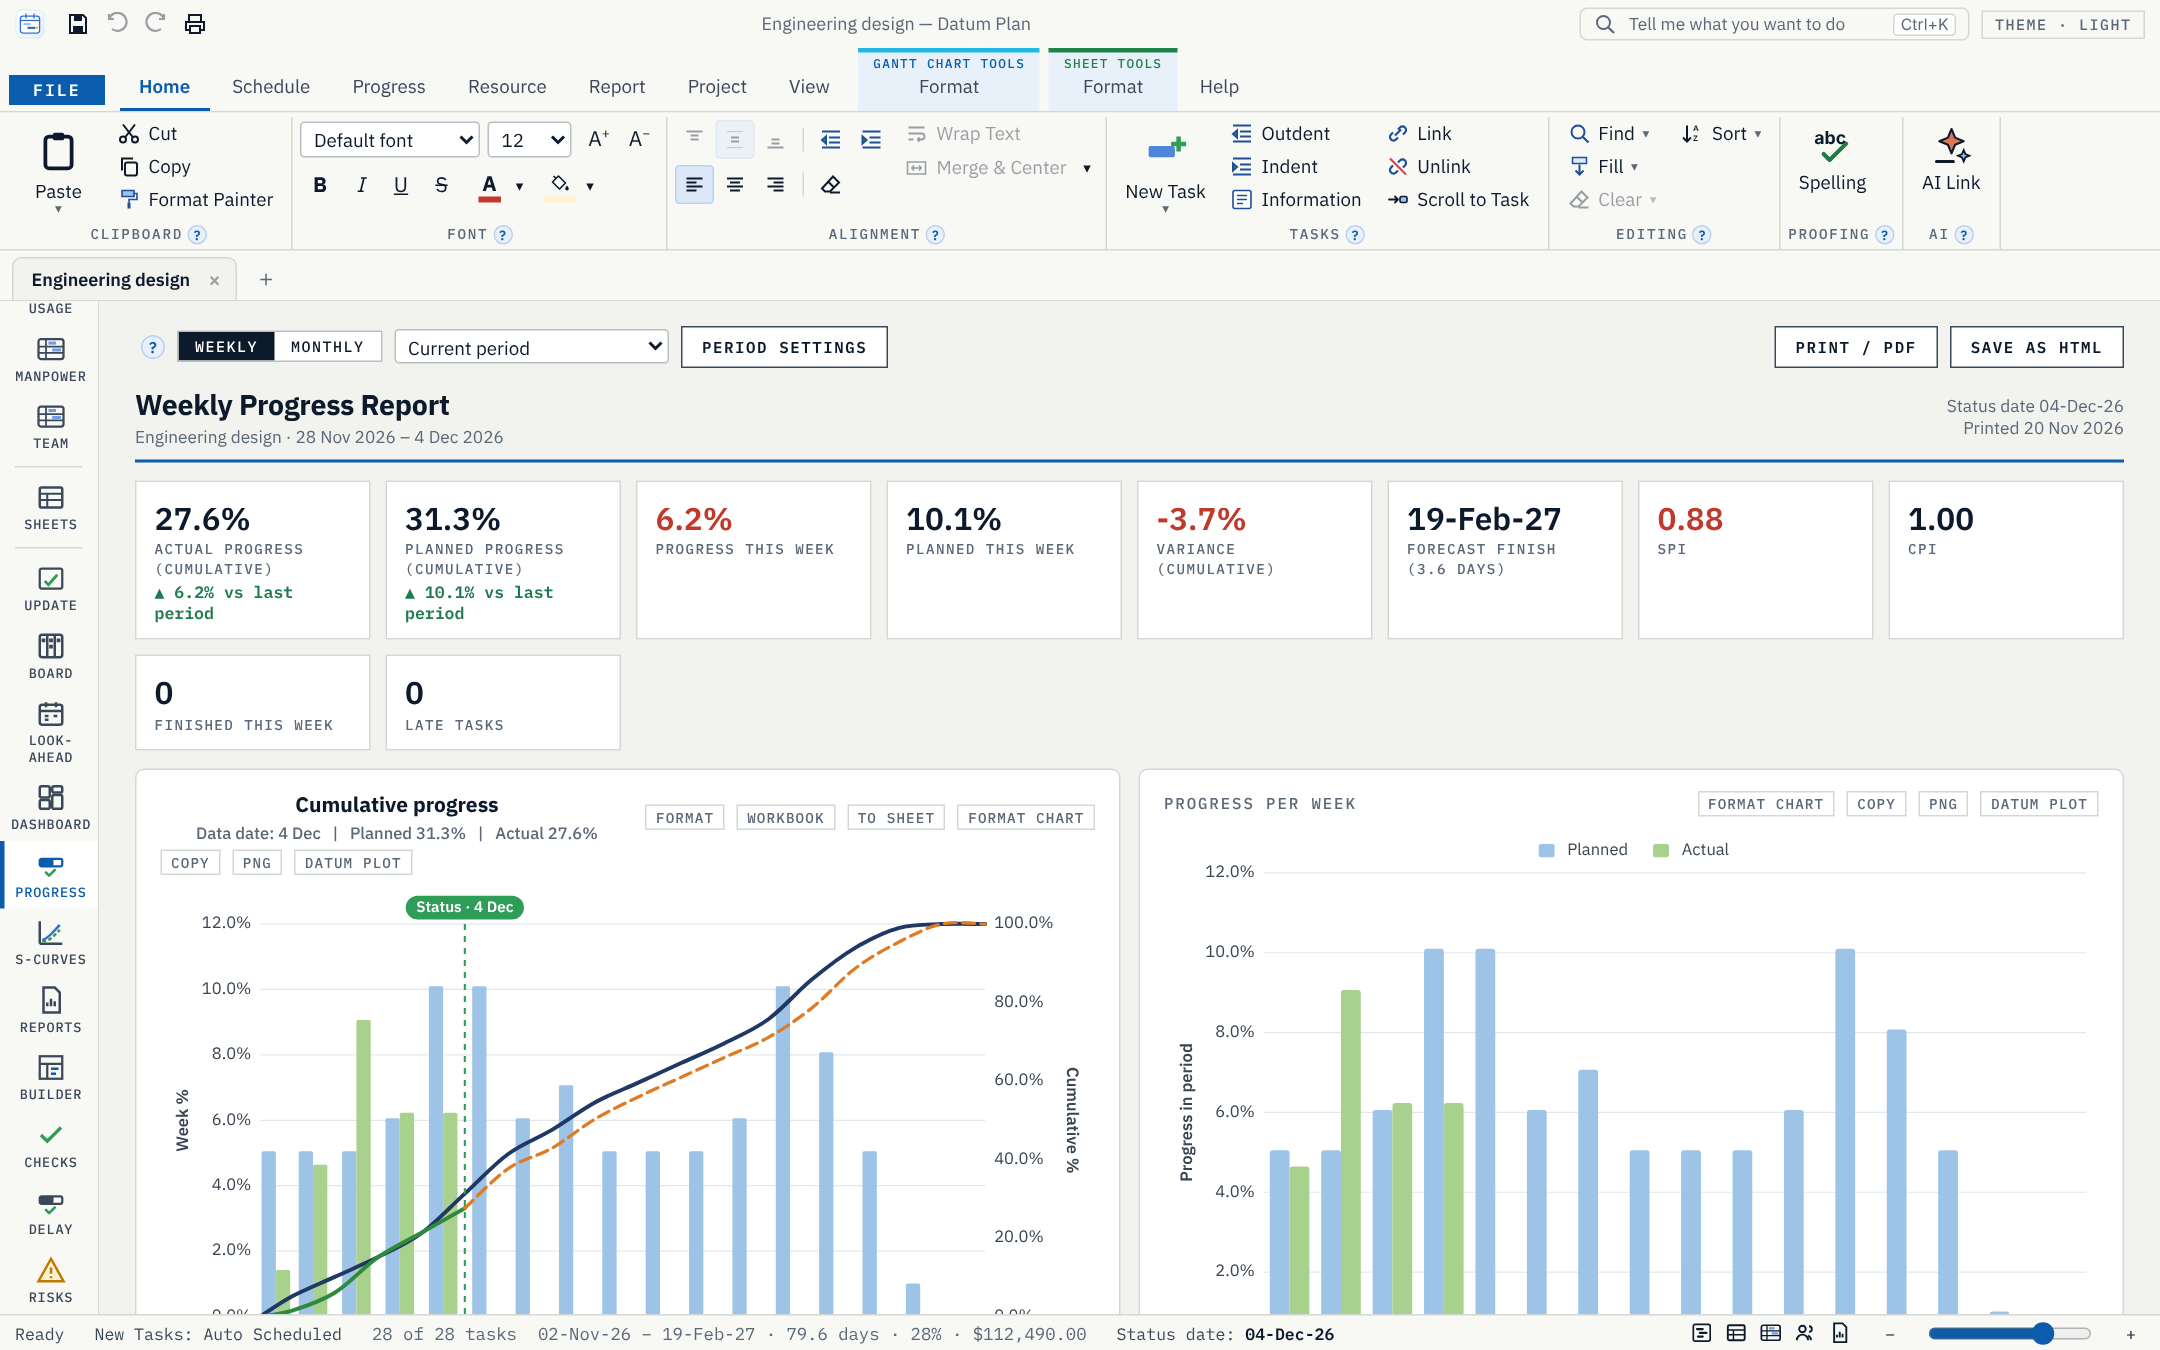 Engineering design — Datum Plan
Tell me what you want to do
Ctrl+K
THEME · LIGHT
FILE
Home
Schedule
Progress
Resource
Report
Project
View
GANTT CHART TOOLS
Format
SHEET TOOLS
Format
Help
Paste
Cut
Copy
Format Painter
CLIPBOARD ?
Default font
12
A+ A−
B I U S A
FONT ?
Wrap Text
Merge & Center
ALIGNMENT ?
New Task
Outdent
Indent
Information
Link
Unlink
Scroll to Task
TASKS ?
Find
Fill
Clear
Sort
EDITING ?
abc
Spelling
PROOFING ?
AI Link
AI ?
Engineering design × +
USAGE
MANPOWER
TEAM
SHEETS
UPDATE
BOARD
LOOK-
AHEAD
DASHBOARD
PROGRESS
S-CURVES
REPORTS
BUILDER
CHECKS
DELAY
RISKS
? WEEKLY MONTHLY
Current period
PERIOD SETTINGS
PRINT / PDF
SAVE AS HTML
Weekly Progress Report
Engineering design · 28 Nov 2026 – 4 Dec 2026
Status date 04-Dec-26
Printed 20 Nov 2026
27.6%
ACTUAL PROGRESS
(CUMULATIVE)
▲ 6.2% vs last
period
31.3%
PLANNED PROGRESS
(CUMULATIVE)
▲ 10.1% vs last
period
6.2%
PROGRESS THIS WEEK
10.1%
PLANNED THIS WEEK
-3.7%
VARIANCE
(CUMULATIVE)
19-Feb-27
FORECAST FINISH
(3.6 DAYS)
0.88
SPI
1.00
CPI
0
FINISHED THIS WEEK
0
LATE TASKS
Cumulative progress
Data date: 4 Dec | Planned 31.3% | Actual 27.6%
FORMAT
WORKBOOK
TO SHEET
FORMAT CHART
COPY
PNG
DATUM PLOT
Status · 4 Dec
12.0%
10.0%
8.0%
6.0%
4.0%
2.0%
0.0%
Week %
100.0%
80.0%
60.0%
40.0%
20.0%
0.0%
Cumulative %
PROGRESS PER WEEK
FORMAT CHART
COPY
PNG
DATUM PLOT
Planned
Actual
12.0%
10.0%
8.0%
6.0%
4.0%
2.0%
Progress in period
Ready
New Tasks: Auto Scheduled
28 of 28 tasks
02-Nov-26 – 19-Feb-27 · 79.6 days · 28% · $112,490.00
Status date: 04-Dec-26
− +